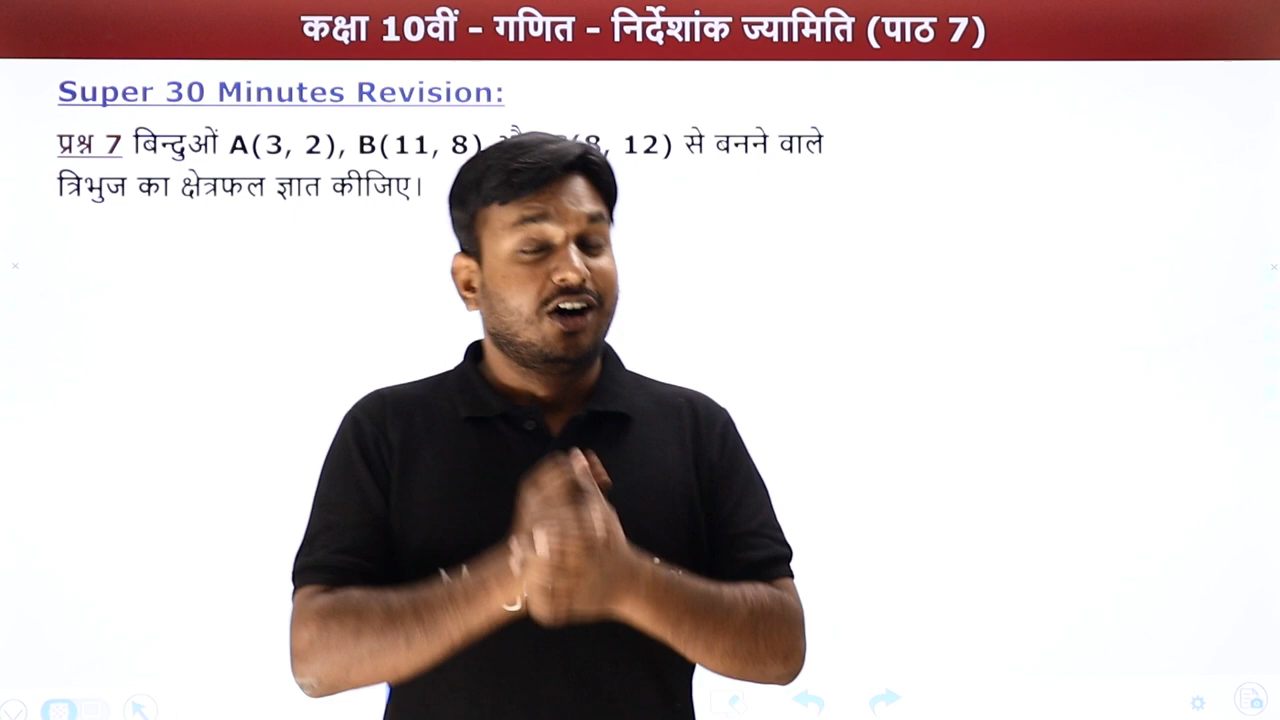 कक्षा 10वीं - गणित - निर्देशांक ज्यामिति (पाठ 7)
Super 30 Minutes Revision:
प्रश्न 7 बिन्दुओं A(3, 2), B(11, 8) (8, 12) से बनने वाले
त्रिभुज का क्षेत्रफल ज्ञात कीजिए।